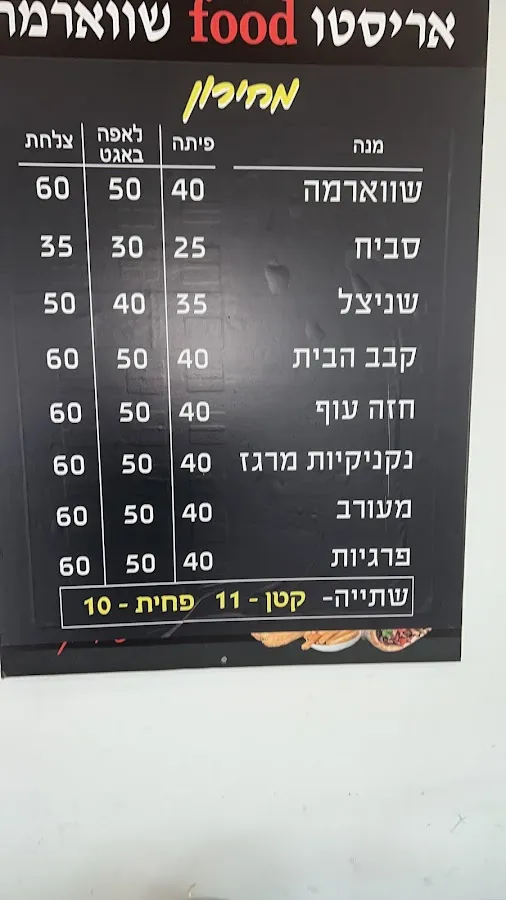 אריסטו food שווארמה
מחירון
מנה פיתה לאפה באגט צלחת
שווארמה 40 50 60
סביח 25 30 35
שניצל 35 40 50
קבב הבית 40 50 60
חזה עוף 40 50 60
נקניקיות מרגז 40 50 60
מעורב 40 50 60
פרגיות 40 50 60
שתייה- קטן - 11 פחית - 10